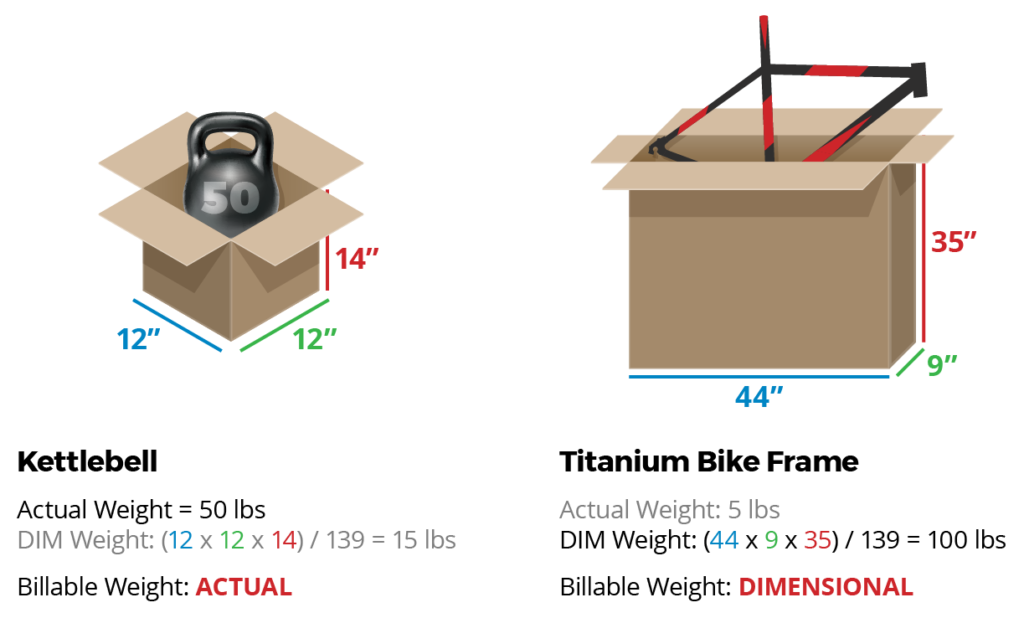 50
14”
12”
12”
35”
9”
44”
Kettlebell
Actual Weight = 50 lbs
DIM Weight: (12 x 12 x 14) / 139 = 15 lbs
Billable Weight: ACTUAL
Titanium Bike Frame
Actual Weight: 5 lbs
DIM Weight: (44 x 9 x 35) / 139 = 100 lbs
Billable Weight: DIMENSIONAL